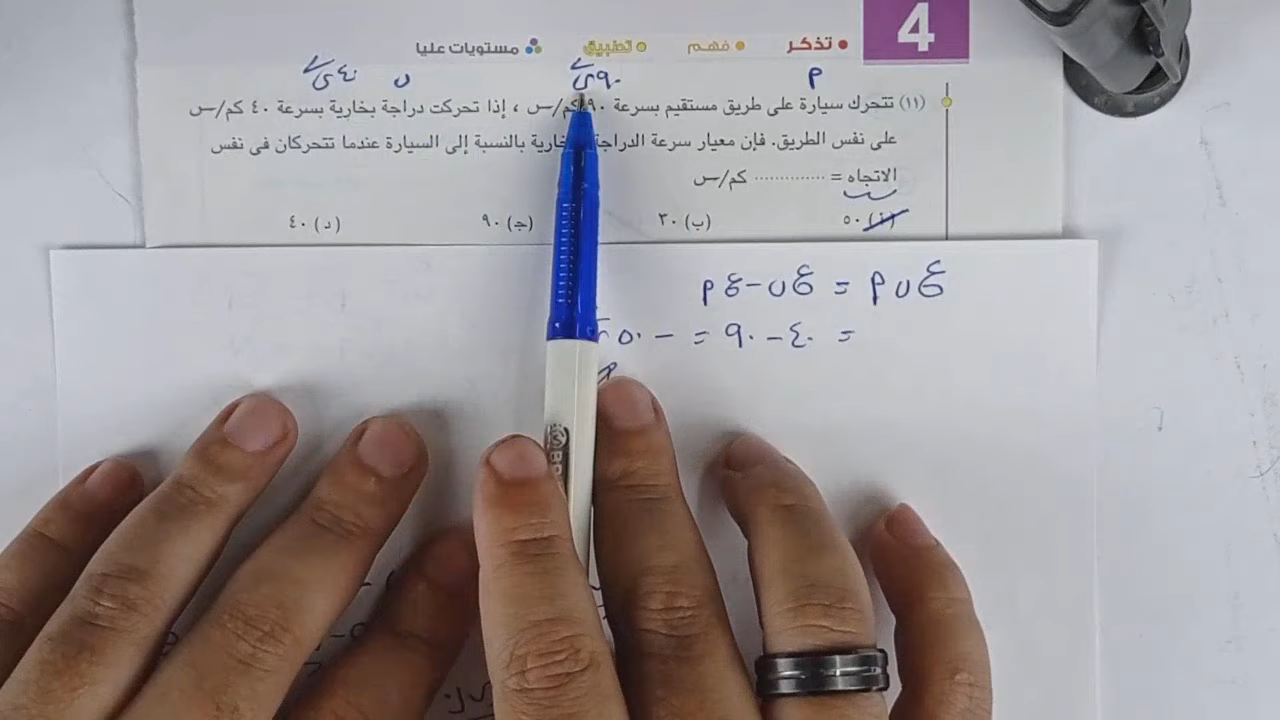 4
• تذكر • فهم • تطبيق مستويات عليا
م ٩٠ ى ب ٤٠ ى
(١١) تتحرك سيارة على طريق مستقيم بسرعة ٩٠ كم/س ، إذا تحركت دراجة بخارية بسرعة ٤٠ كم/س
على نفس الطريق. فإن معيار سرعة الدراجة بالنسبة إلى السيارة عندما تتحركان فى نفس
الاتجاه = ............. كم/س
٥٠ (ب) ٣٠ (جـ) ٩٠ (د) ٤٠
ع ب م = ع ب - ع م
= ٤٠ - ٩٠ = - ٥٠ ى